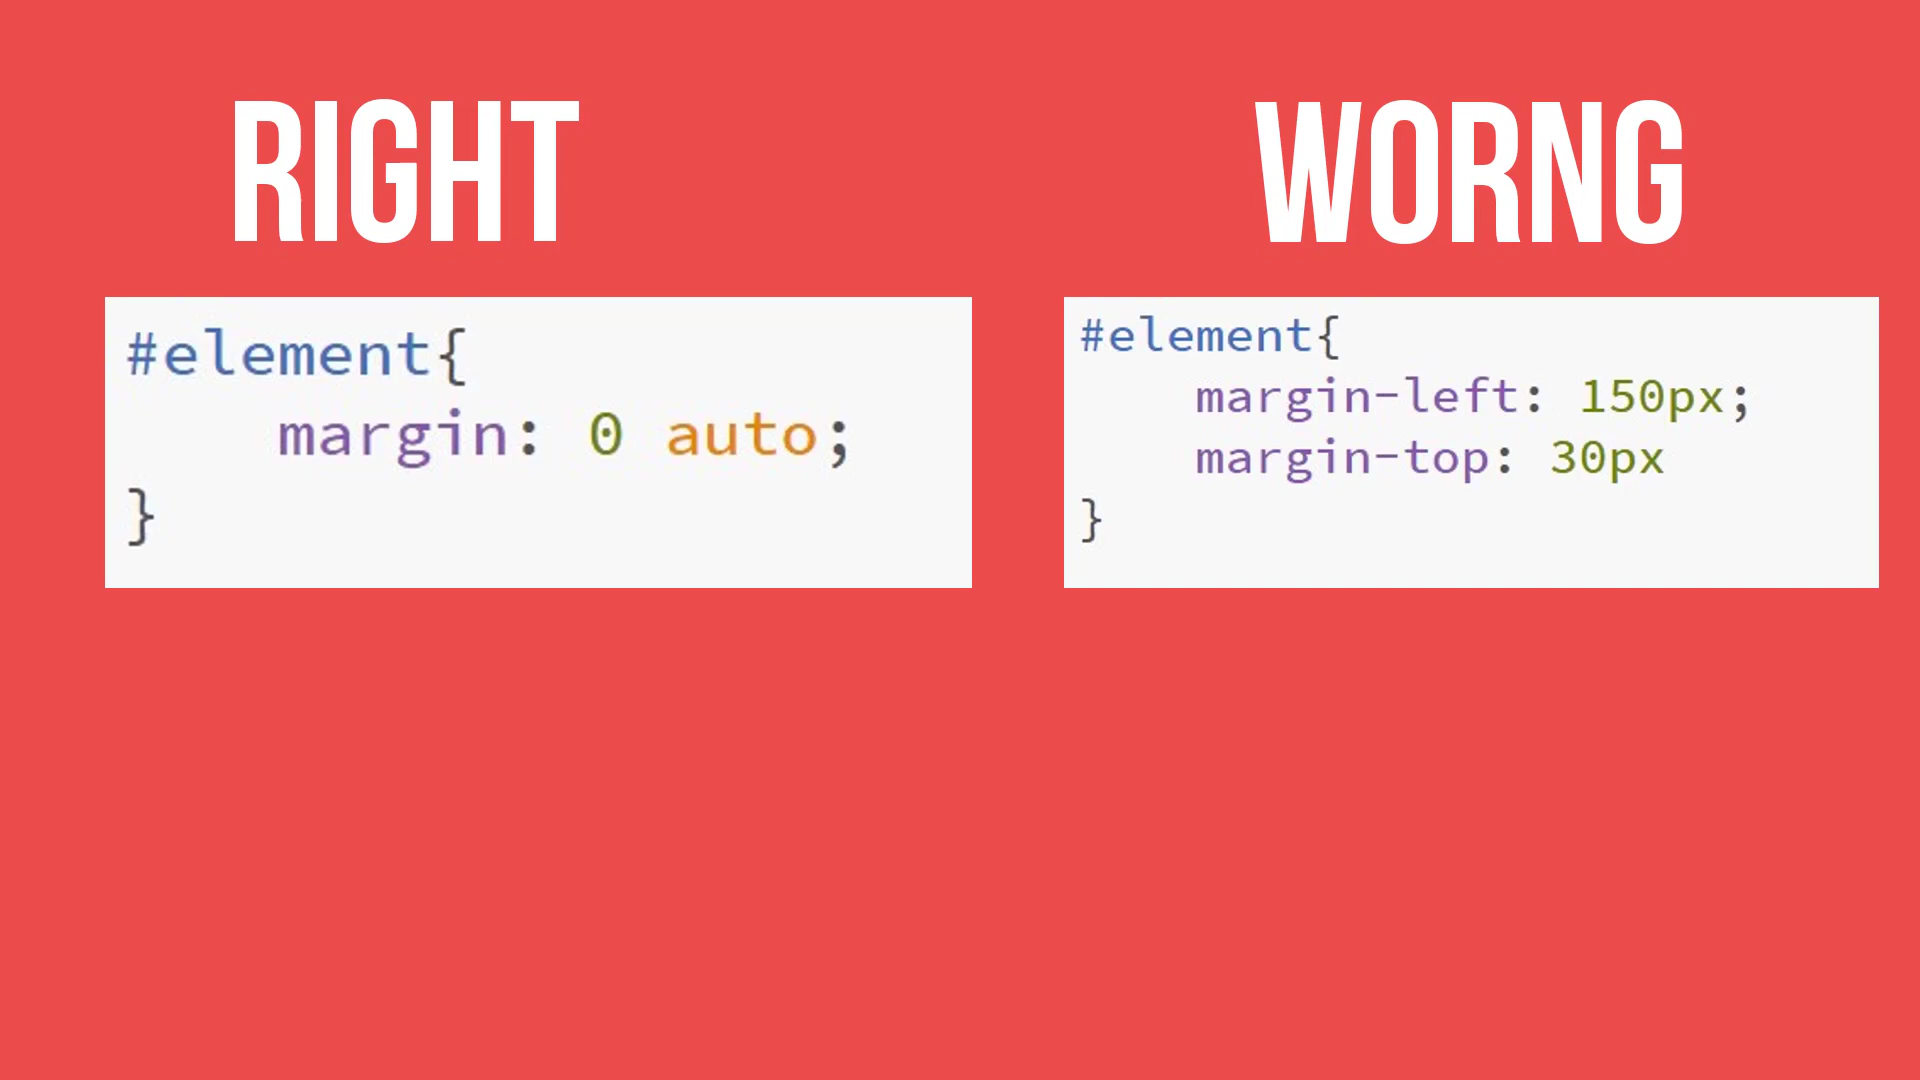 RIGHT
#element{
margin: 0 auto;
}
WORNG
#element{
margin-left: 150px;
margin-top: 30px
}